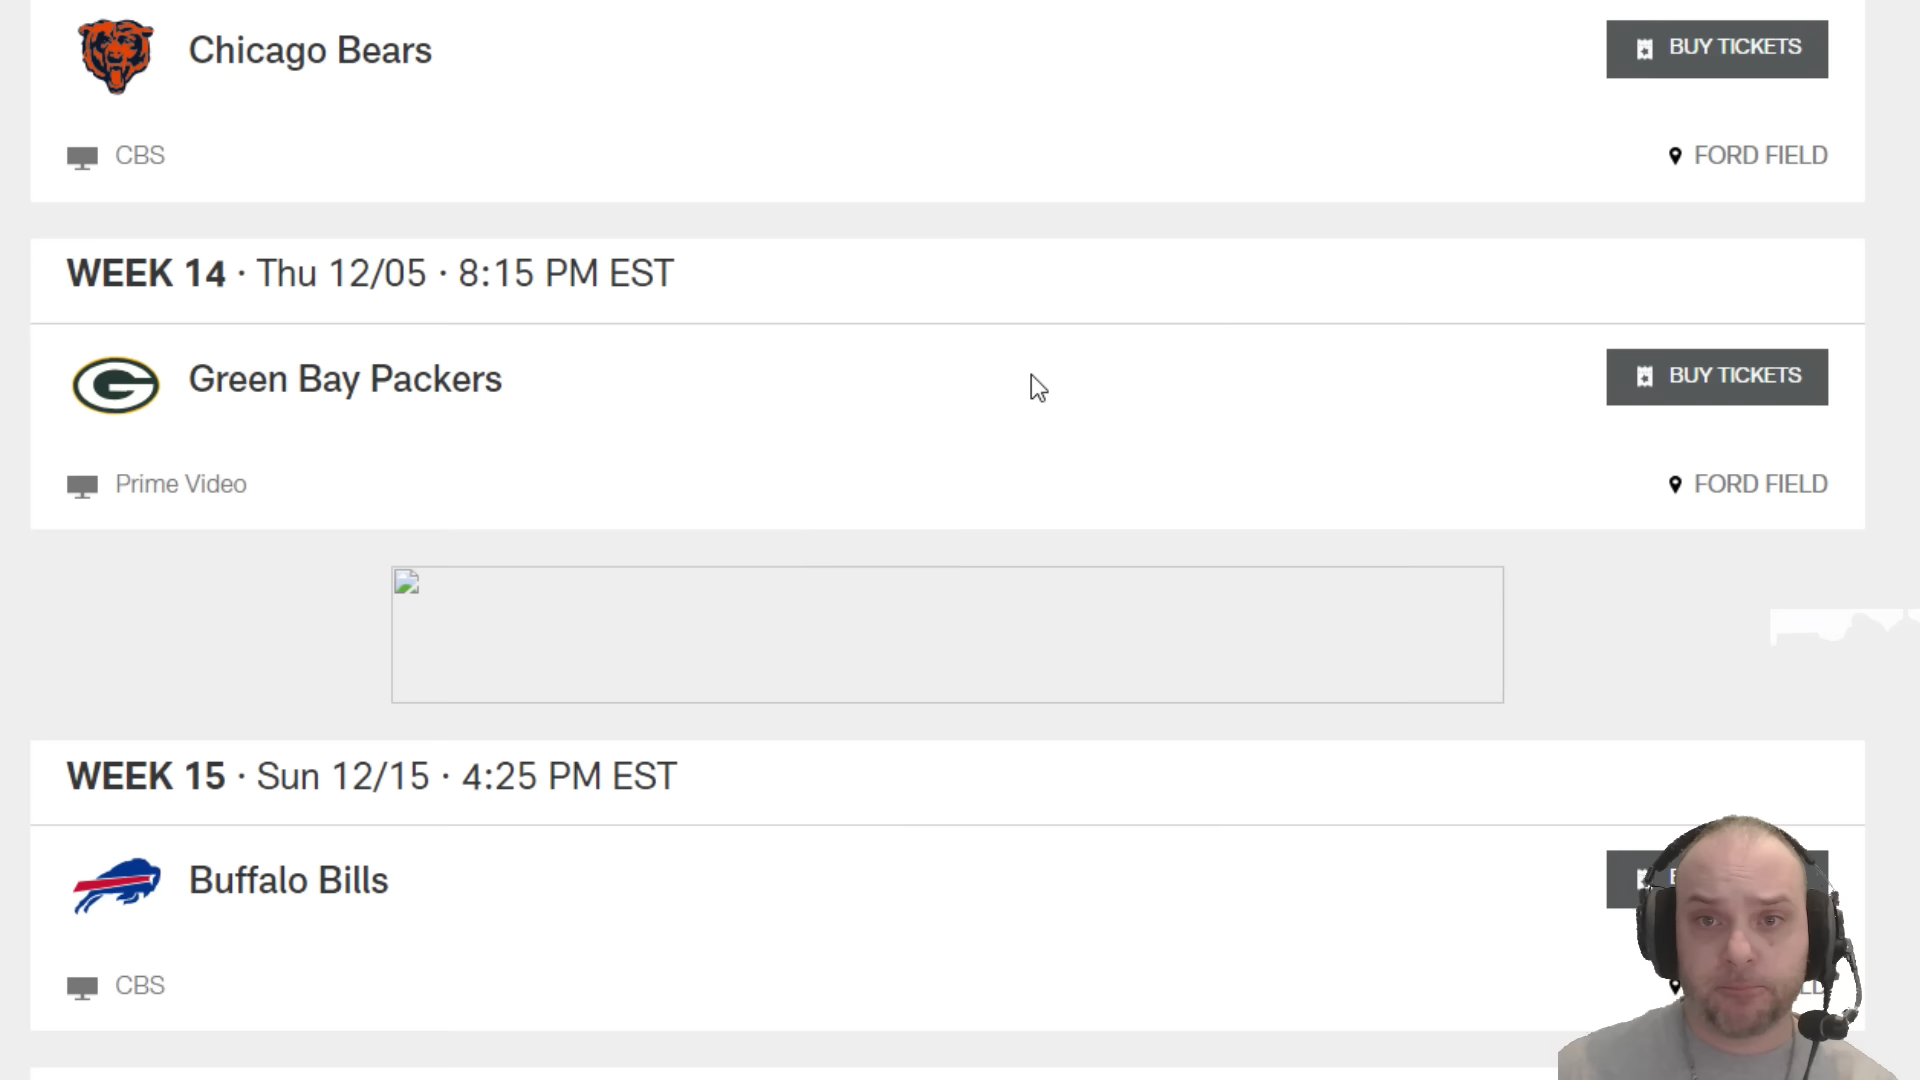 Chicago Bears
BUY TICKETS
CBS
FORD FIELD
WEEK 14 · Thu 12/05 · 8:15 PM EST
Green Bay Packers
BUY TICKETS
Prime Video
FORD FIELD
WEEK 15 · Sun 12/15 · 4:25 PM EST
Buffalo Bills
CBS